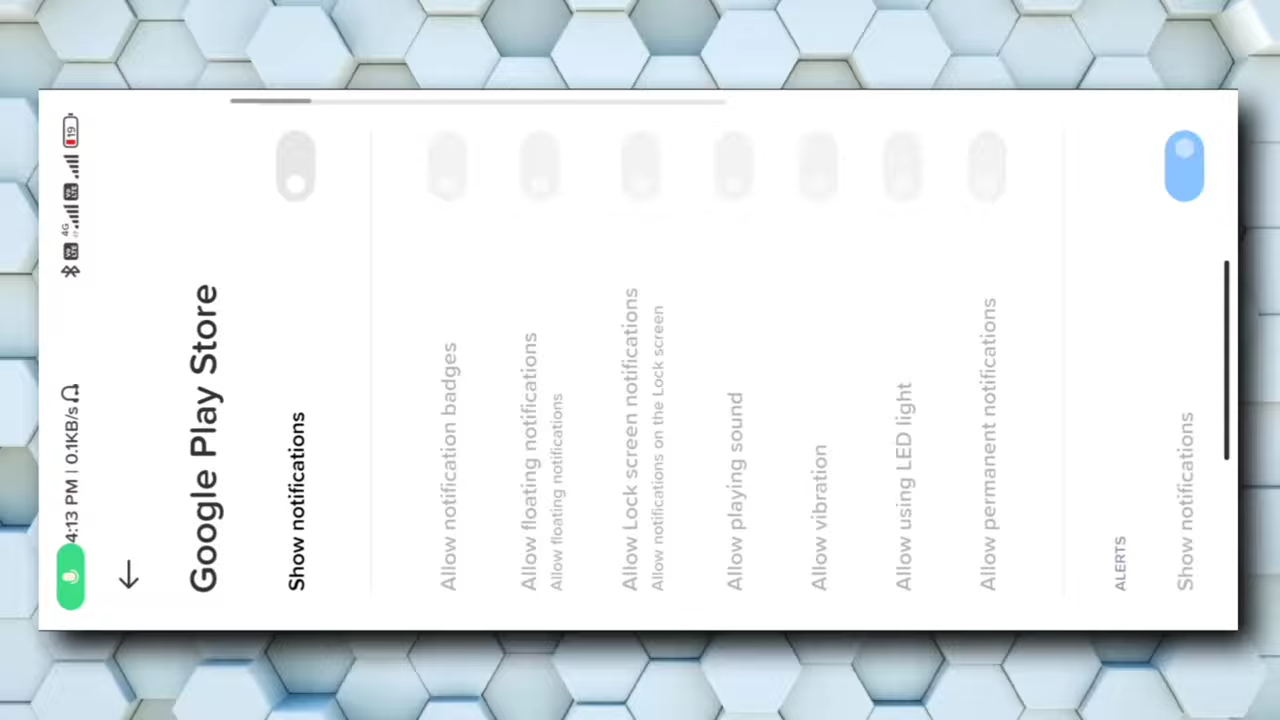 4:13 PM | 0.1KB/s
4G
19
Google Play Store
Show notifications
Allow notification badges
Allow floating notifications
Allow floating notifications
Allow Lock screen notifications
Allow notifications on the Lock screen
Allow playing sound
Allow vibration
Allow using LED light
Allow permanent notifications
ALERTS
Show notifications